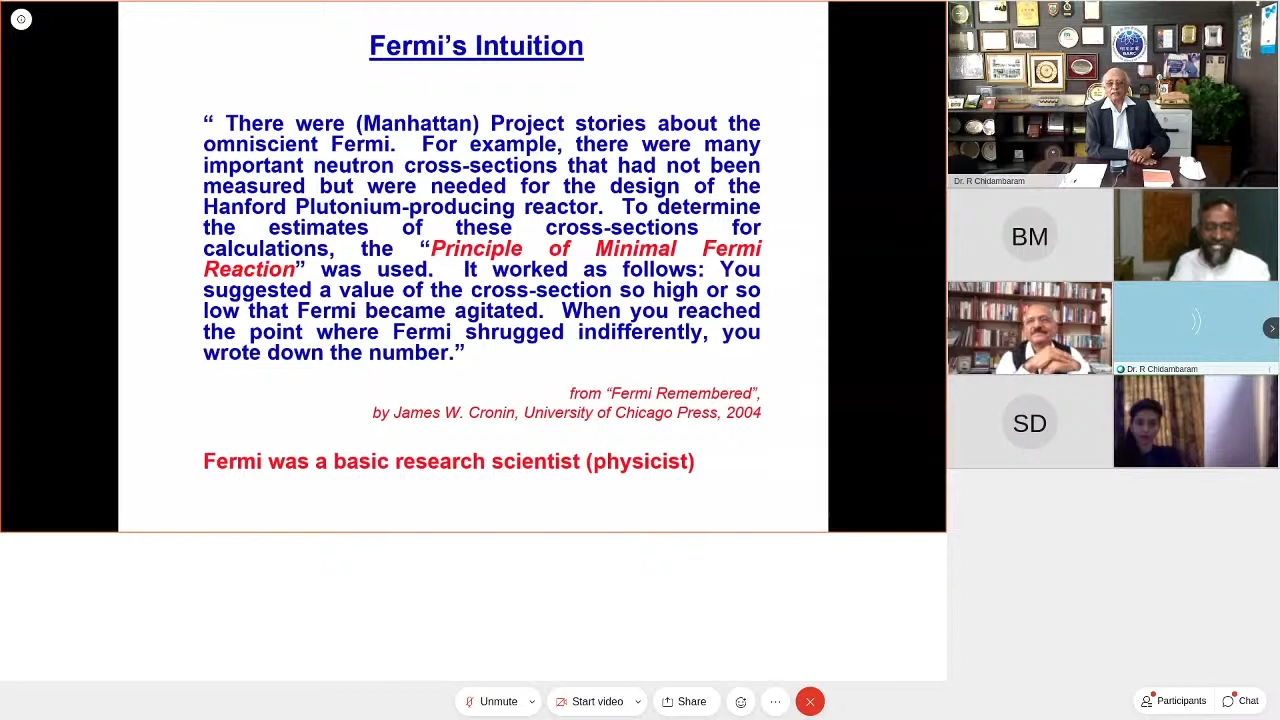 Fermi's Intuition
“ There were (Manhattan) Project stories about the
omniscient Fermi. For example, there were many
important neutron cross-sections that had not been
measured but were needed for the design of the
Hanford Plutonium-producing reactor. To determine
the estimates of these cross-sections for
calculations, the “Principle of Minimal Fermi
Reaction” was used. It worked as follows: You
suggested a value of the cross-section so high or so
low that Fermi became agitated. When you reached
the point where Fermi shrugged indifferently, you
wrote down the number.”
from “Fermi Remembered”,
by James W. Cronin, University of Chicago Press, 2004
Fermi was a basic research scientist (physicist)
Dr. R Chidambaram
BM
Dr. R Chidambaram
SD
Unmute
Start video
Share
Participants
Chat